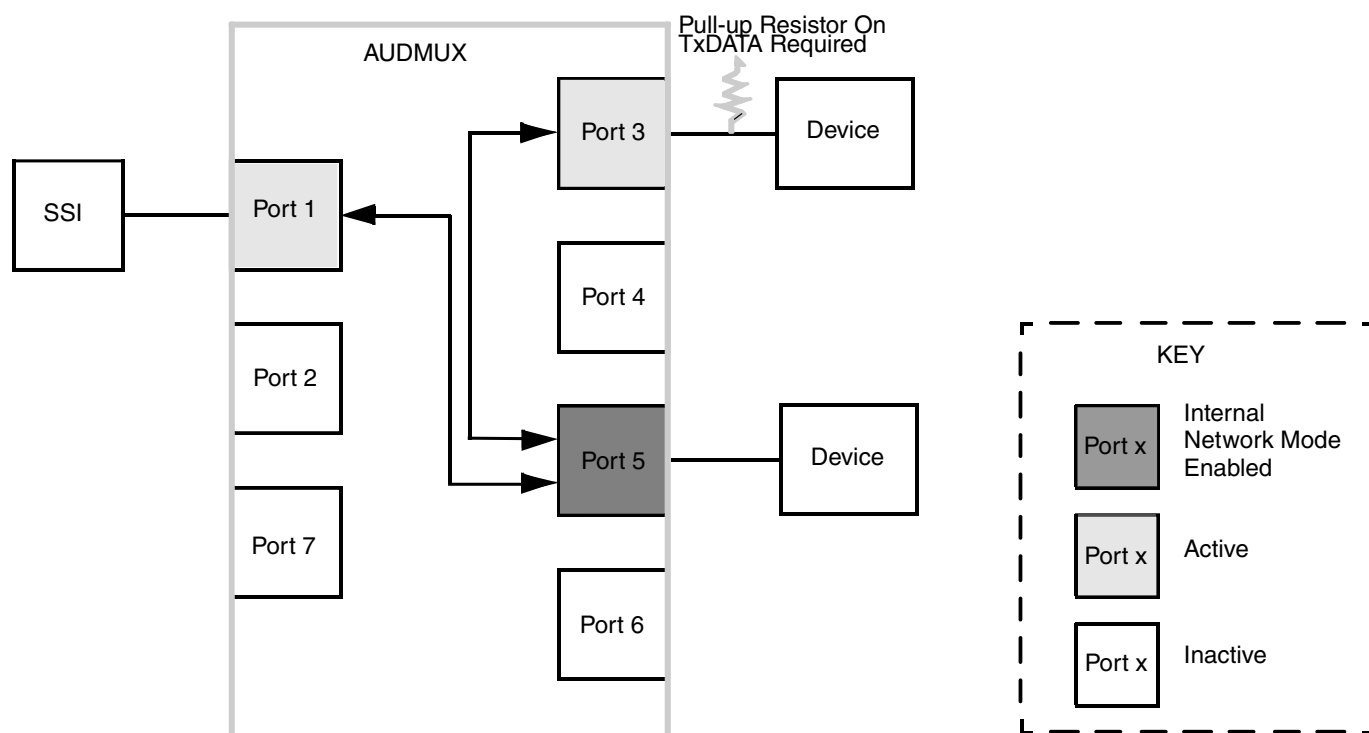 Pull-up Resistor On
TxDATA Required
AUDMUX
Port 3
Device
SSI
Port 1
Port 4
Port 2
KEY
Port x
Internal
Network Mode
Enabled
Port 5
Device
Port 7
Port x
Active
Port 6
Port x
Inactive